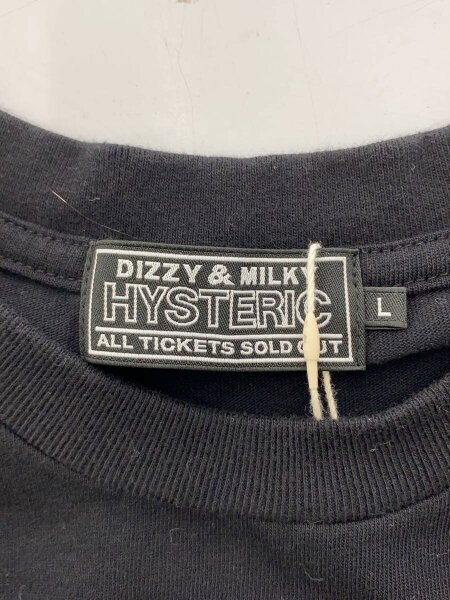 DIZZY & MILKY
HYSTERIC
ALL TICKETS SOLD OUT
L